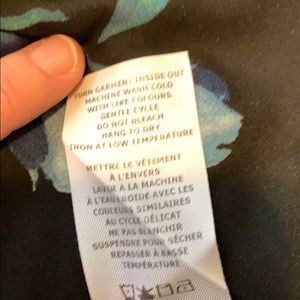 TURN GARMENT INSIDE OUT
MACHINE WASH COLD
WITH LIKE COLOURS
GENTLE CYCLE
DO NOT BLEACH
HANG TO DRY
IRON AT LOW TEMPERATURE
METTRE LE VÊTEMENT
À L'ENVERS
LAVER À LA MACHINE
À L'EAU FROIDE AVEC LES
COULEURS SIMILAIRES
AU CYCLE DÉLICAT
NE PAS BLANCHIR
SUSPENDRE POUR SÉCHER
REPASSER À BASSE
TEMPÉRATURE